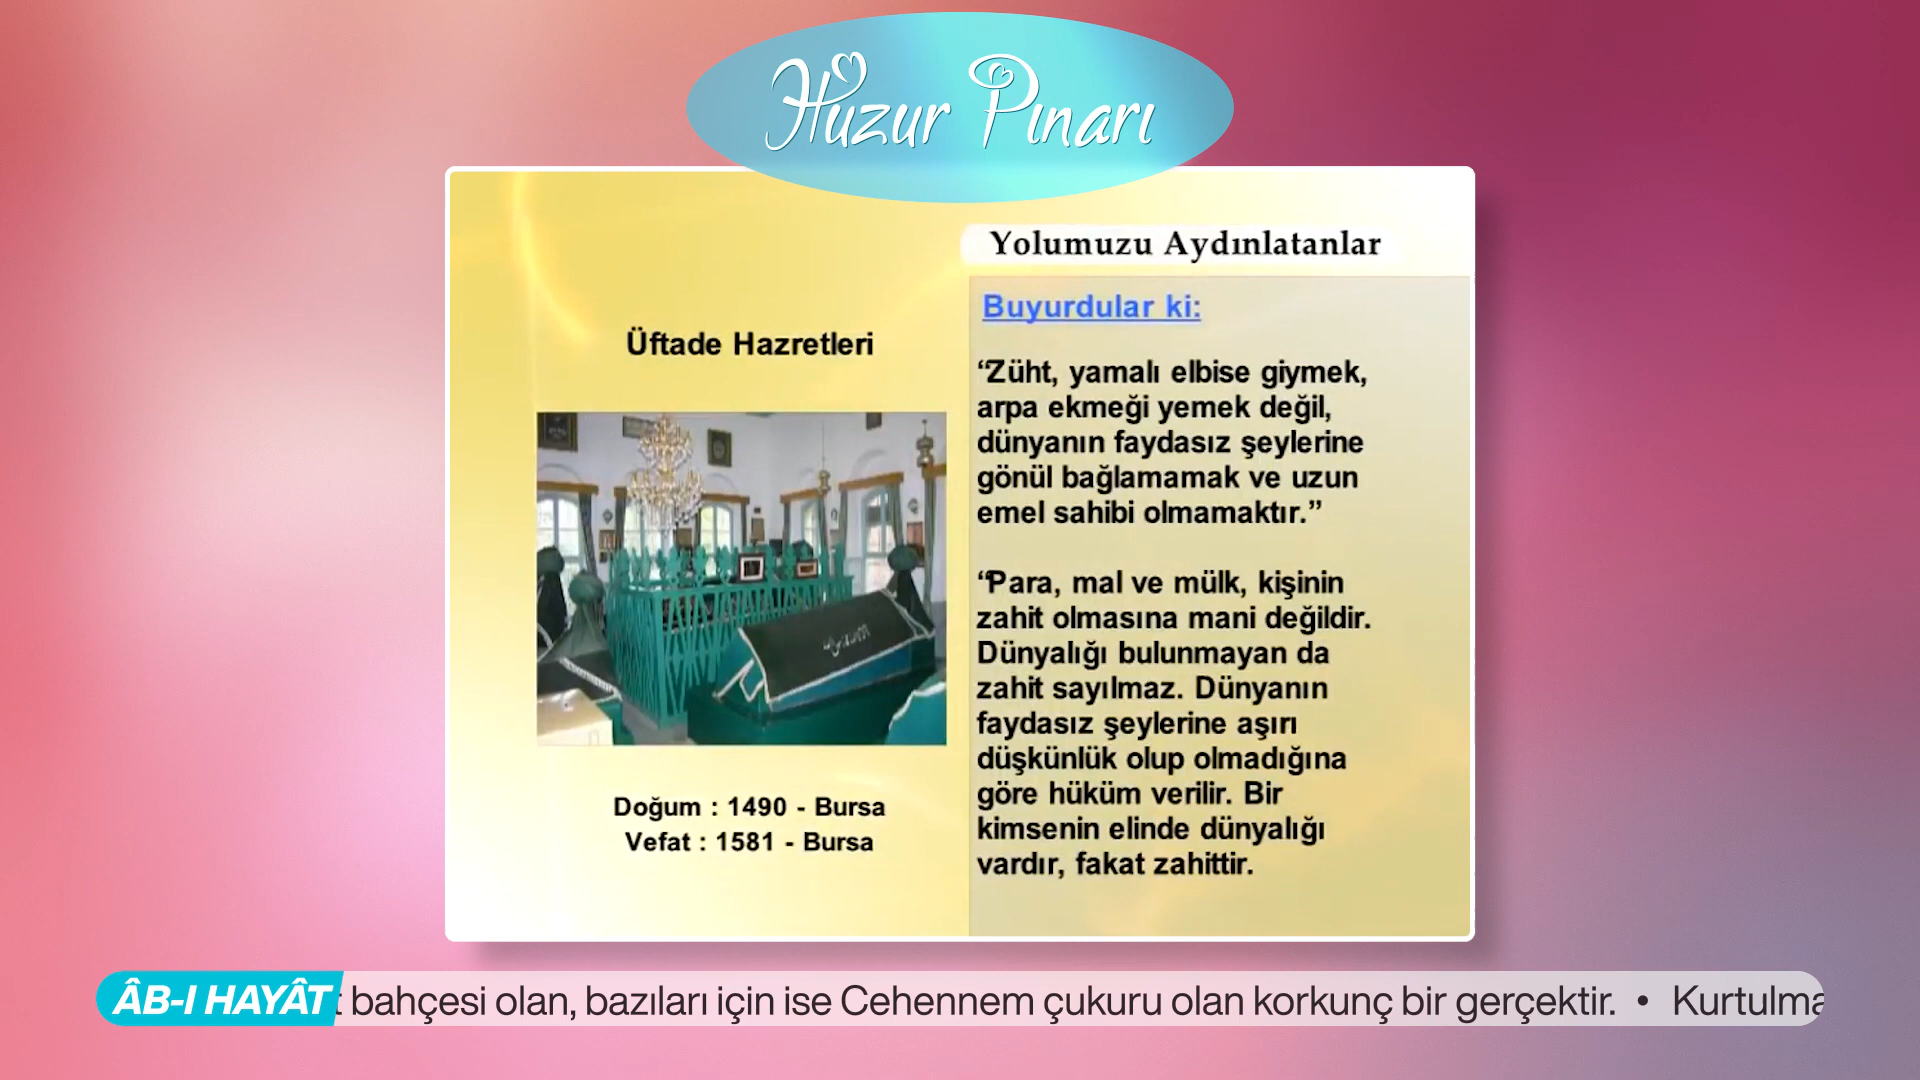 Huzur Pınarı
Yolumuzu Aydınlatanlar
Üftade Hazretleri
Doğum : 1490 - Bursa
Vefat : 1581 - Bursa
Buyurdular ki:
“Züht, yamalı elbise giymek,
arpa ekmeği yemek değil,
dünyanın faydasız şeylerine
gönül bağlamamak ve uzun
emel sahibi olmamaktır.”
“Para, mal ve mülk, kişinin
zahit olmasına mani değildir.
Dünyalığı bulunmayan da
zahit sayılmaz. Dünyanın
faydasız şeylerine aşırı
düşkünlük olup olmadığına
göre hüküm verilir. Bir
kimsenin elinde dünyalığı
vardır, fakat zahittir.
ÂB-I HAYÂT bahçesi olan, bazıları için ise Cehennem çukuru olan korkunç bir gerçektir. • Kurtulma